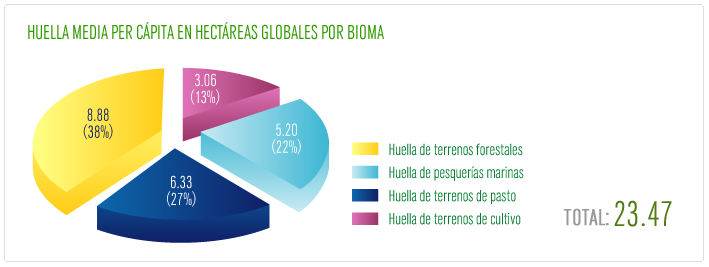 HUELLA MEDIA PER CÁPITA EN HECTÁREAS GLOBALES POR BIOMA
3.06
(13%)
8.88
(38%)
5.20
(22%)
6.33
(27%)
Huella de terrenos forestales
Huella de pesquerías marinas
Huella de terrenos de pasto
Huella de terrenos de cultivo
TOTAL: 23.47